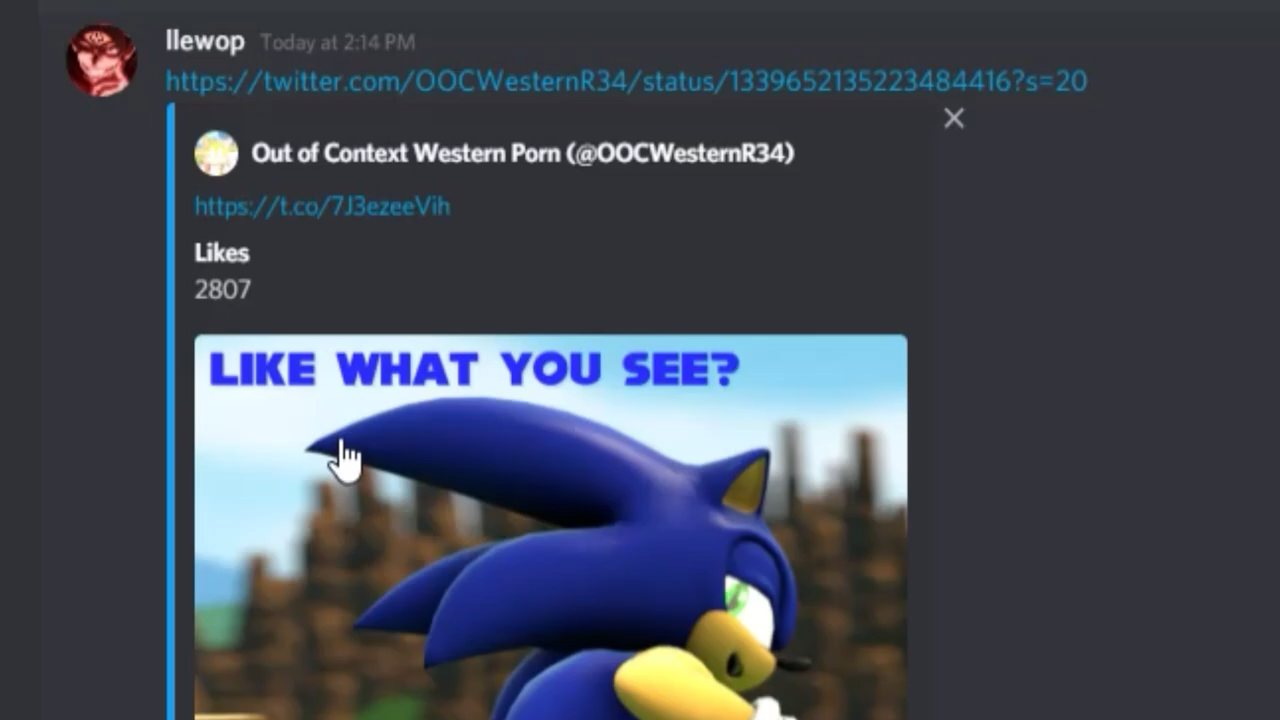 llewop Today at 2:14 PM
https://twitter.com/OOCWesternR34/status/1339652135223484416?s=20
Out of Context Western Porn (@OOCWesternR34)
https://t.co/7J3ezeeVih
Likes
2807
LIKE WHAT YOU SEE?